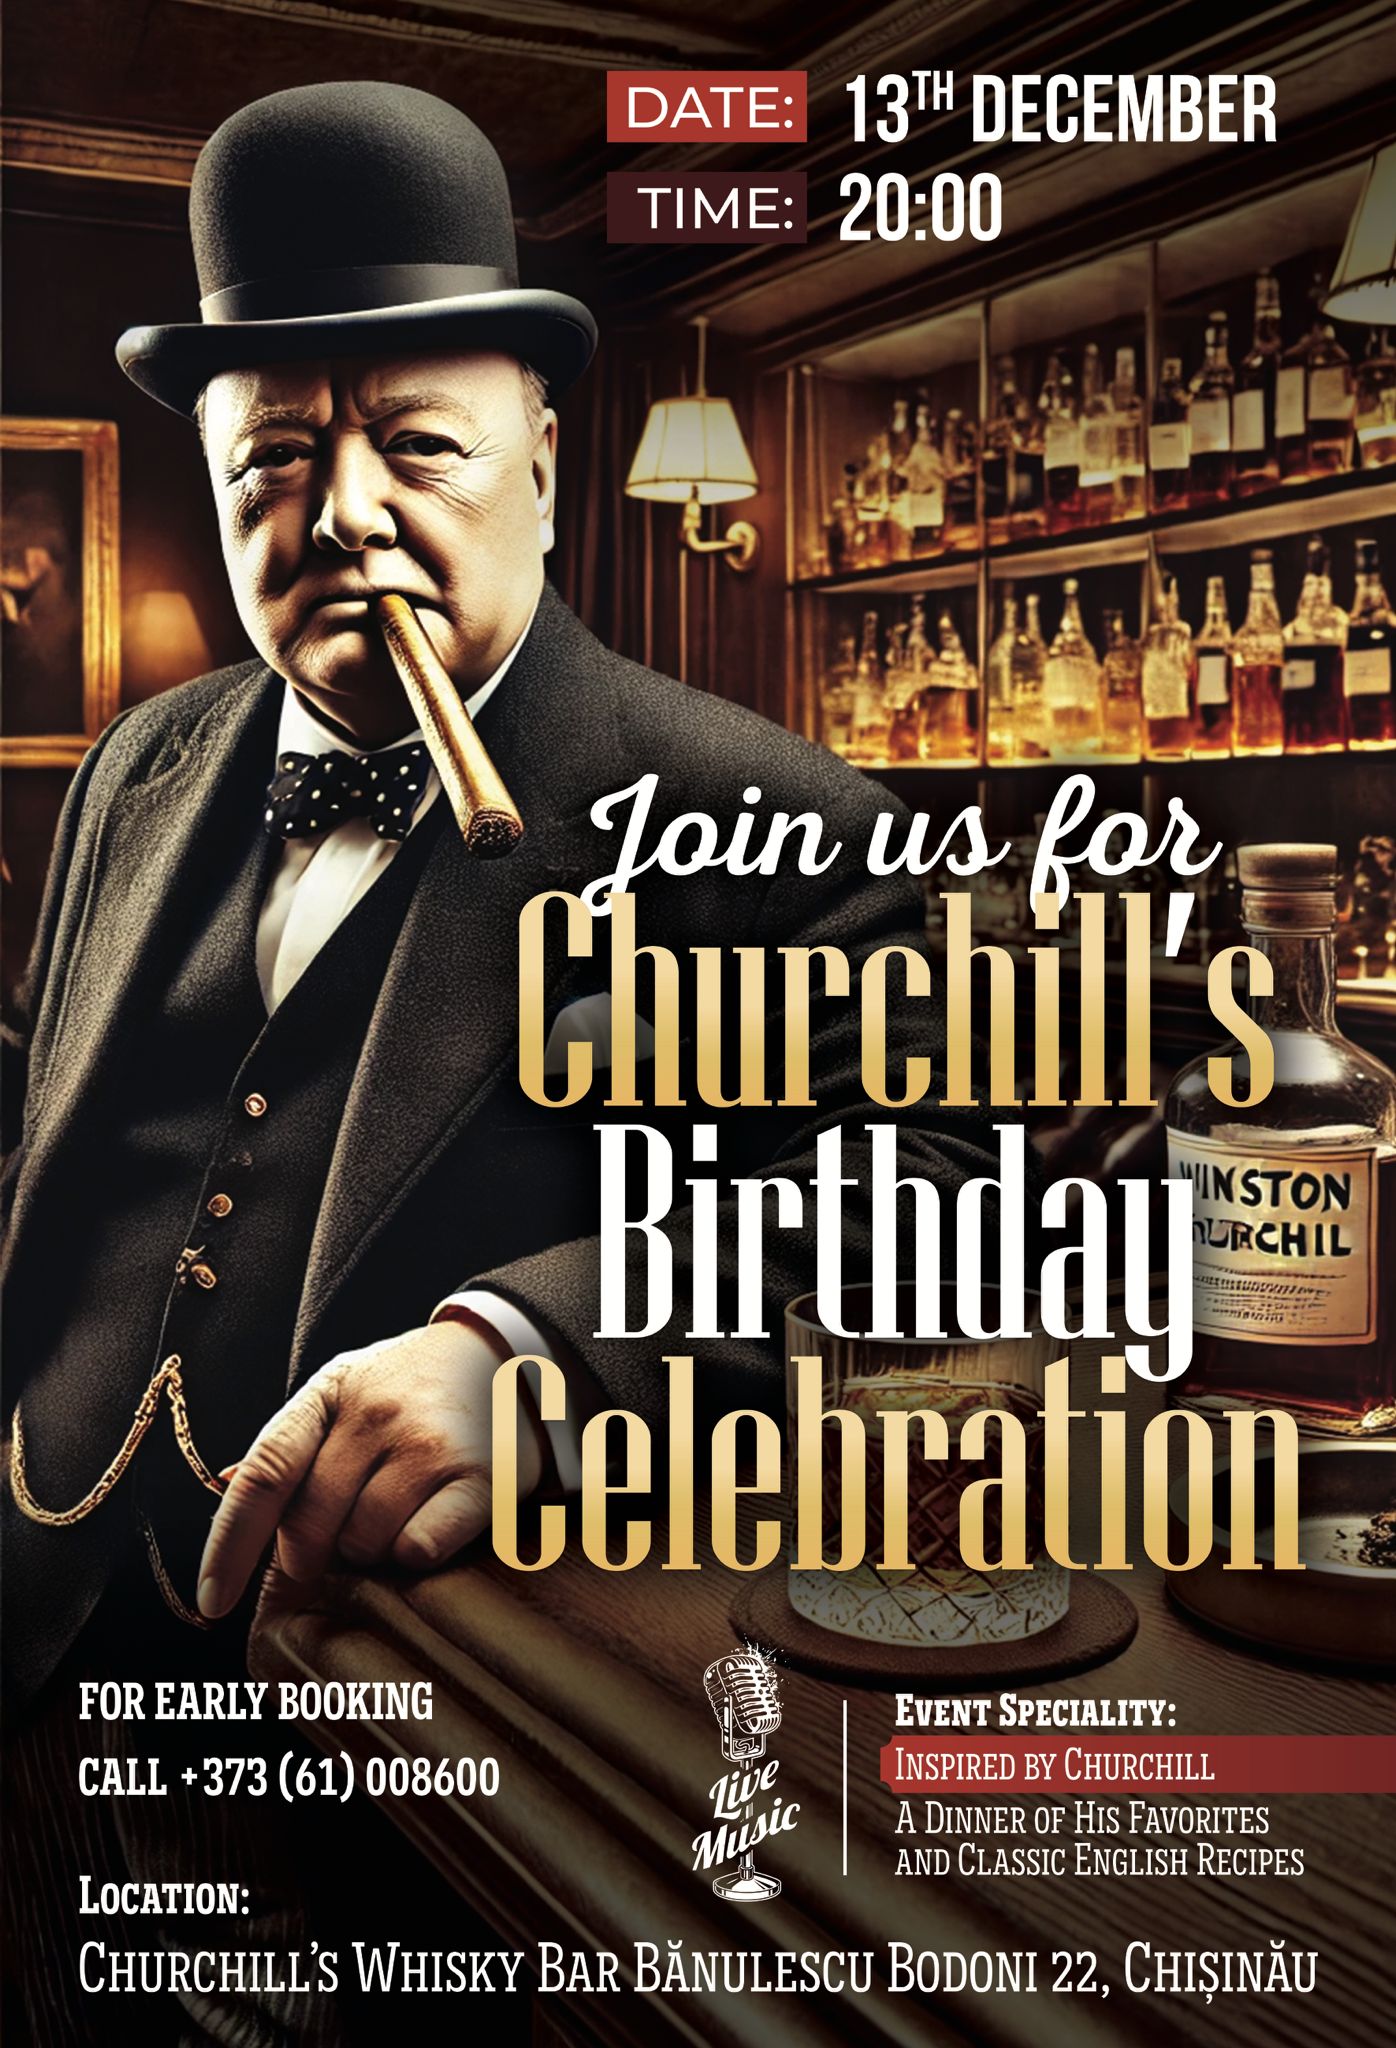 DATE: 13TH DECEMBER
TIME: 20:00
Join us for
Churchill's
Birthday
Celebration
WINSTON
CHURCHIL
FOR EARLY BOOKING
CALL +373 (61) 008600
Live
Music
EVENT SPECIALITY:
INSPIRED BY CHURCHILL
A DINNER OF HIS FAVORITES
AND CLASSIC ENGLISH RECIPES
LOCATION:
CHURCHILL'S WHISKY BAR BĂNULESCU BODONI 22, CHIȘINĂU